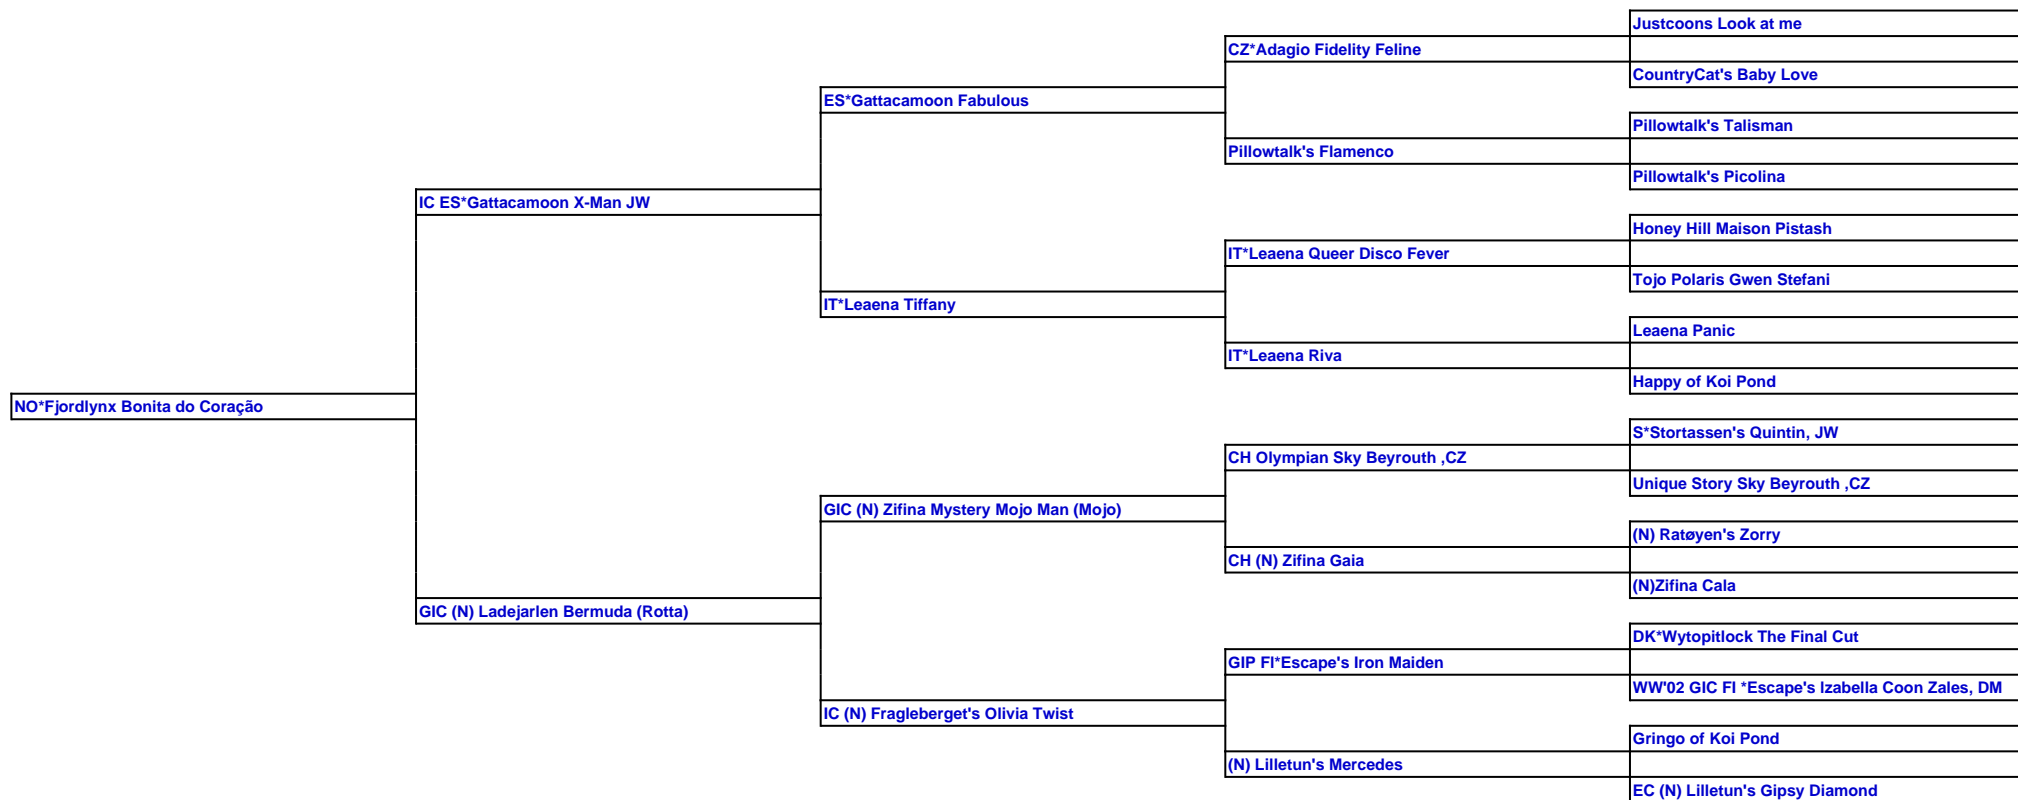 Justcoons Look at me
CZ*Adagio Fidelity Feline
CountryCat's Baby Love
ES*Gattacamoon Fabulous
Pillowtalk's Talisman
Pillowtalk's Flamenco
Pillowtalk's Picolina
IC ES*Gattacamoon X-Man JW
Honey Hill Maison Pistash
IT*Leaena Queer Disco Fever
Tojo Polaris Gwen Stefani
IT*Leaena Tiffany
Leaena Panic
IT*Leaena Riva
Happy of Koi Pond
NO*Fjordlynx Bonita do Coração
S*Stortassen's Quintin, JW
CH Olympian Sky Beyrouth ,CZ
Unique Story Sky Beyrouth ,CZ
GIC (N) Zifina Mystery Mojo Man (Mojo)
(N) Ratøyen's Zorry
CH (N) Zifina Gaia
(N)Zifina Cala
GIC (N) Ladejarlen Bermuda (Rotta)
DK*Wytopitlock The Final Cut
GIP FI*Escape's Iron Maiden
WW'02 GIC FI *Escape's Izabella Coon Zales, DM
IC (N) Fragleberget's Olivia Twist
Gringo of Koi Pond
(N) Lilletun's Mercedes
EC (N) Lilletun's Gipsy Diamond